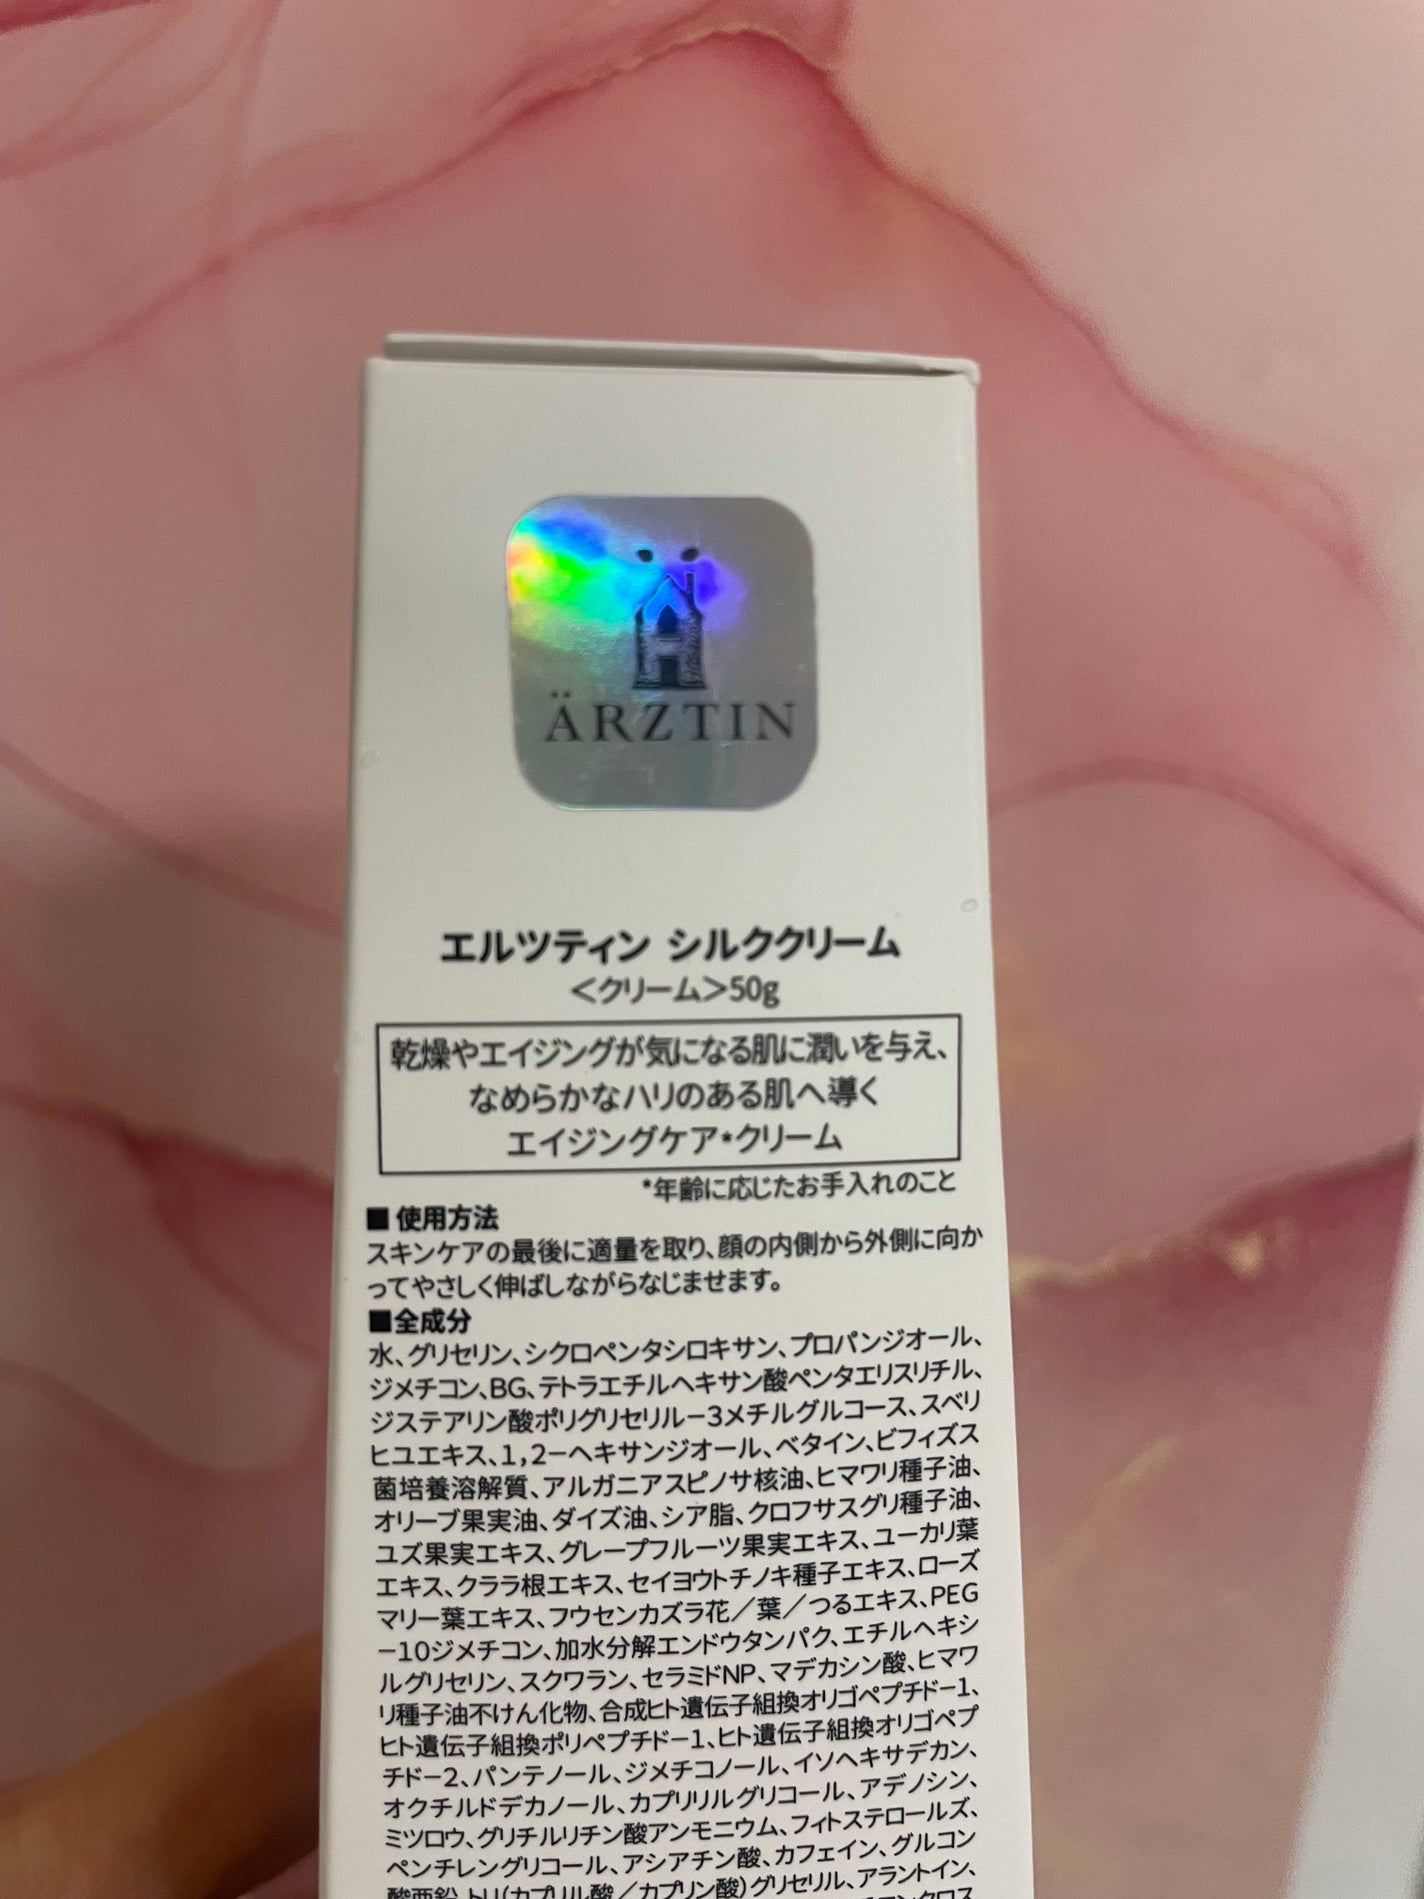 ÄRZTIN
エルツティン シルククリーム
＜クリーム＞50g
乾燥やエイジングが気になる肌に潤いを与え、
なめらかなハリのある肌へ導く
エイジングケア*クリーム
*年齢に応じたお手入れのこと
■ 使用方法
スキンケアの最後に適量を取り、顔の内側から外側に向か
ってやさしく伸ばしながらなじませます。
■全成分
水、グリセリン、シクロペンタシロキサン、プロパンジオール、
ジメチコン、BG、テトラエチルヘキサン酸ペンタエリスリチル、
ジステアリン酸ポリグリセリル－3メチルグルコース、スベリ
ヒユエキス、1，2－ヘキサンジオール、ベタイン、ビフィズス
菌培養溶解質、アルガニアスピノサ核油、ヒマワリ種子油、
オリーブ果実油、ダイズ油、シア脂、クロフサスグリ種子油、
ユズ果実エキス、グレープフルーツ果実エキス、ユーカリ葉
エキス、クララ根エキス、セイヨウトチノキ種子エキス、ローズ
マリー葉エキス、フウセンカズラ花／葉／つるエキス、PEG
－10ジメチコン、加水分解エンドウタンパク、エチルヘキシ
ルグリセリン、スクワラン、セラミドNP、マデカシン酸、ヒマワ
リ種子油不けん化物、合成ヒト遺伝子組換オリゴペプチド－1、
ヒト遺伝子組換ポリペプチド－1、ヒト遺伝子組換オリゴペプ
チド－2、パンテノール、ジメチコノール、イソヘキサデカン、
オクチルドデカノール、カプリリルグリコール、アデノシン、
ミツロウ、グリチルリチン酸アンモニウム、フィトステロールズ、
ペンチレングリコール、アシアチン酸、カフェイン、グルコン
酸亜鉛、トリ（カプリル酸／カプリン酸）グリセリル、アラントイン、